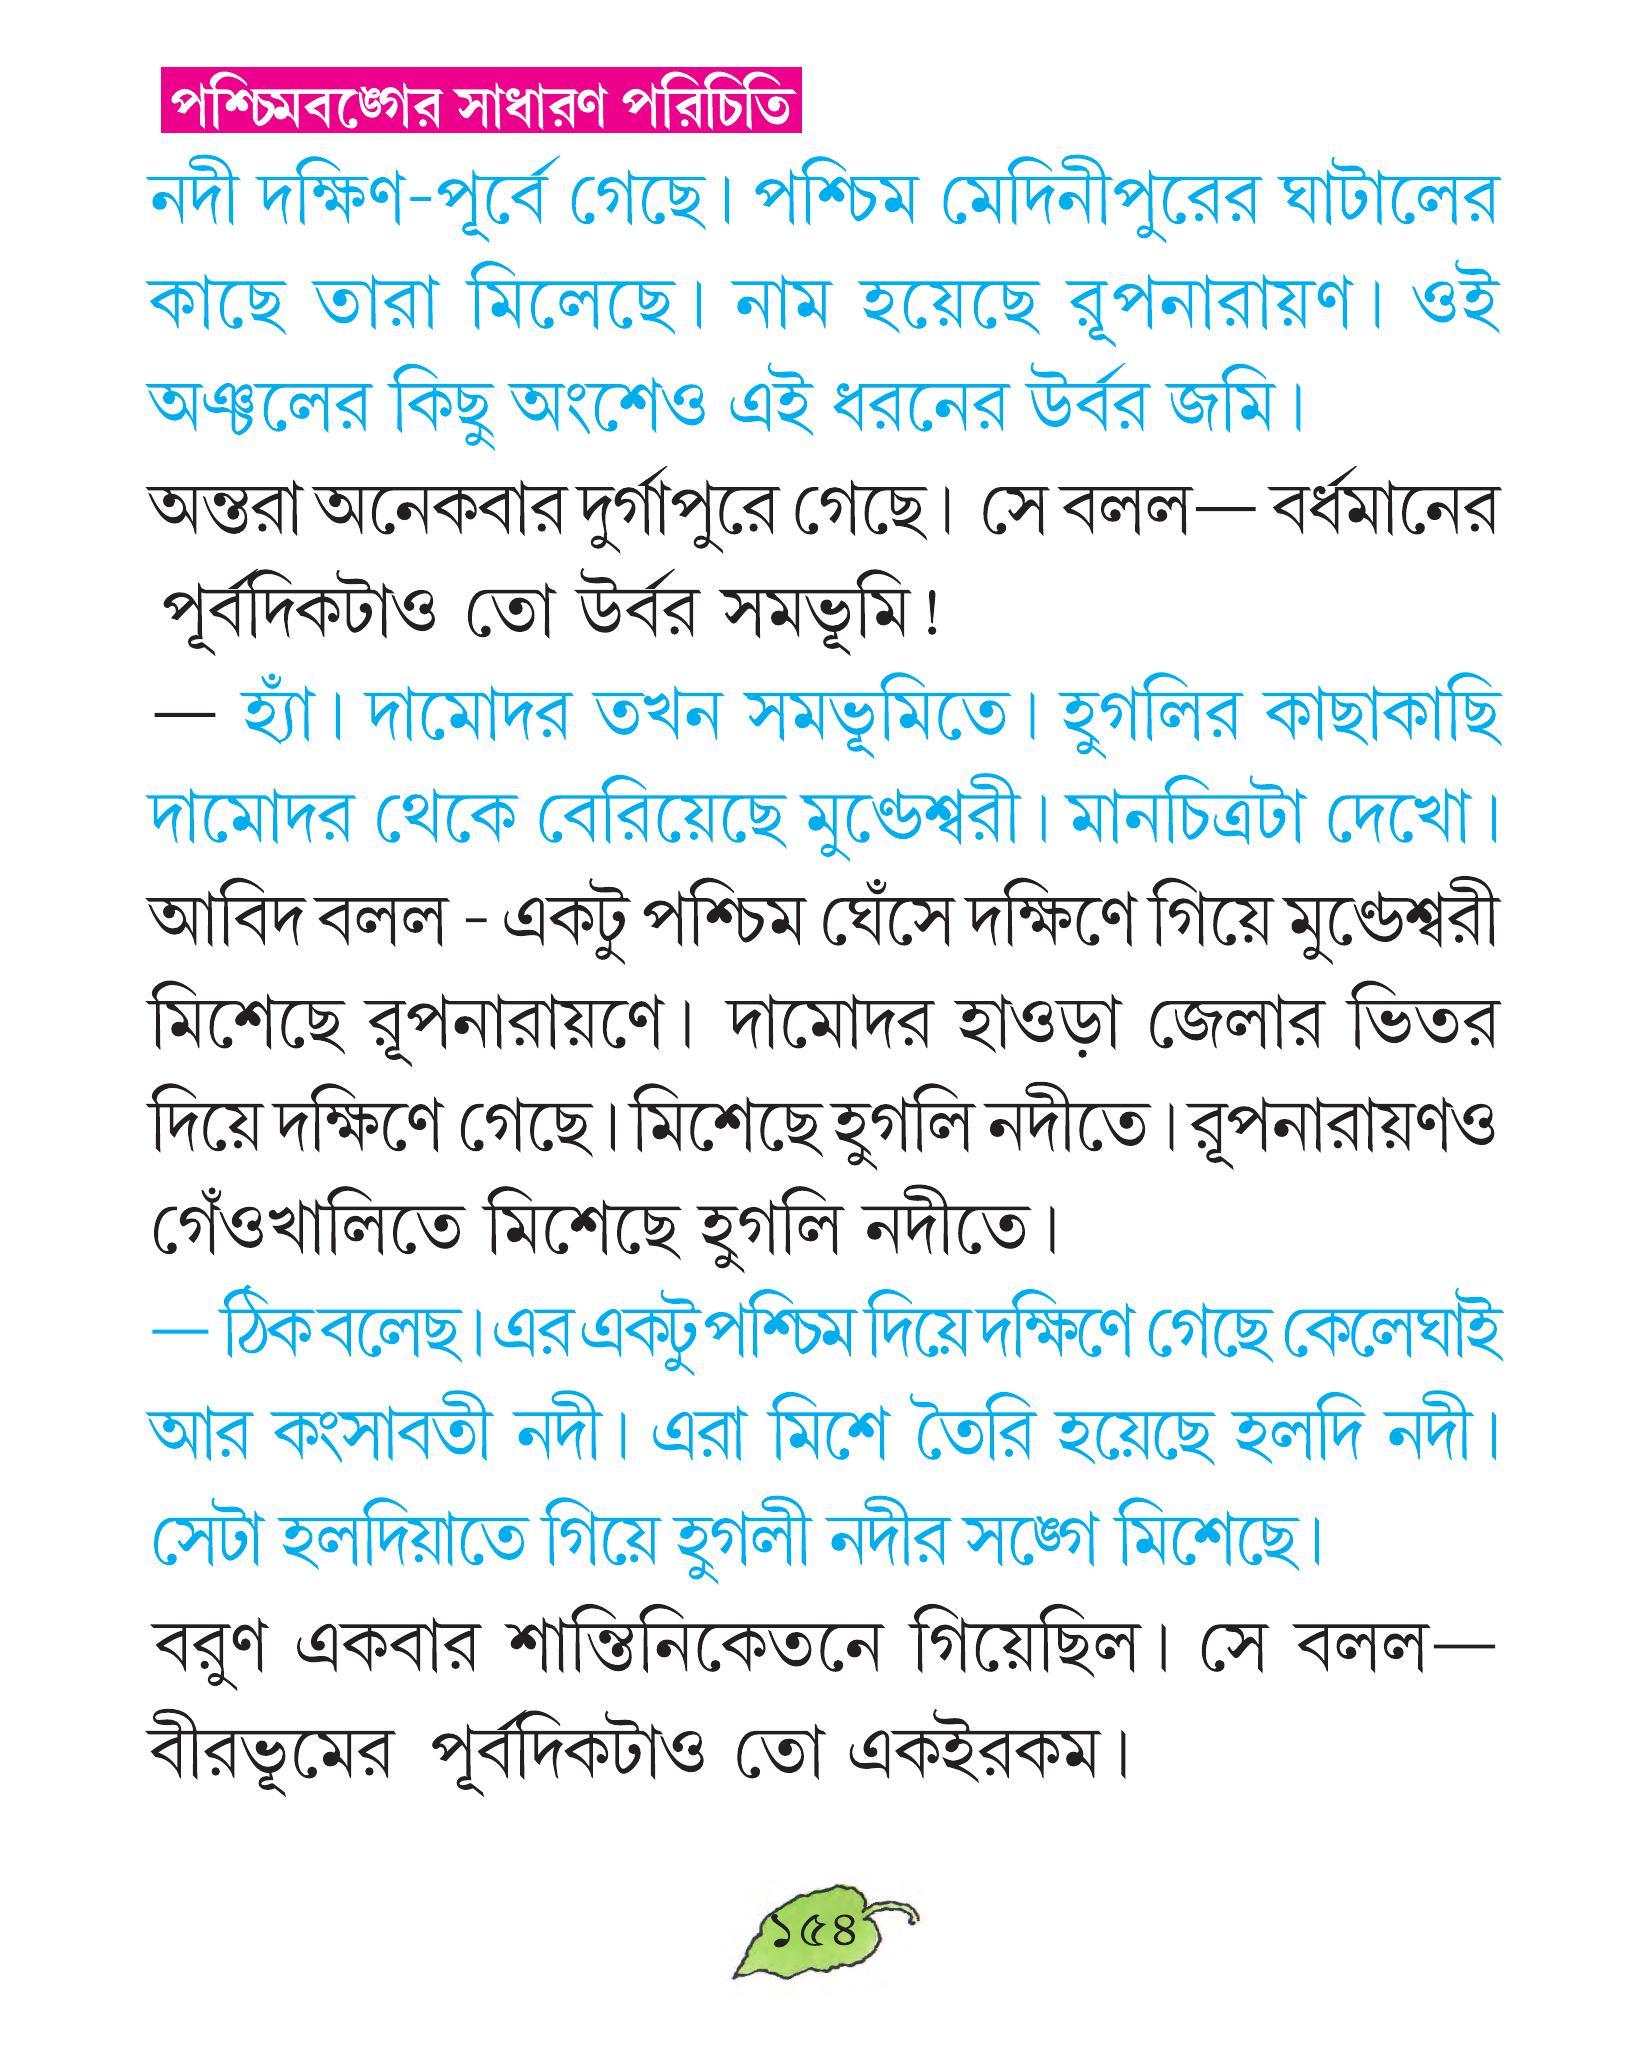 পশ্চিমবঙ্গের সাধারণ পরিচিতি
নদী দক্ষিণ-পূর্বে গেছে। পশ্চিম মেদিনীপুরের ঘাটালের
কাছে তারা মিলেছে। নাম হয়েছে রূপনারায়ণ। ওই
অঞ্চলের কিছু অংশেও এই ধরনের উর্বর জমি।
অন্তরা অনেকবার দুর্গাপুরে গেছে। সে বলল— বর্ধমানের
পূর্বদিকটাও তো উর্বর সমভূমি!
— হ্যাঁ। দামোদর তখন সমভূমিতে। হুগলির কাছাকাছি
দামোদর থেকে বেরিয়েছে মুণ্ডেশ্বরী। মানচিত্রটা দেখো।
আবিদ বলল - একটু পশ্চিম ঘেঁসে দক্ষিণে গিয়ে মুণ্ডেশ্বরী
মিশেছে রূপনারায়ণে। দামোদর হাওড়া জেলার ভিতর
দিয়ে দক্ষিণে গেছে। মিশেছে হুগলি নদীতে। রূপনারায়ণও
গেঁওখালিতে মিশেছে হুগলি নদীতে।
— ঠিক বলেছ। এর একটু পশ্চিম দিয়ে দক্ষিণে গেছে কেলেঘাই
আর কংসাবতী নদী। এরা মিশে তৈরি হয়েছে হলদি নদী।
সেটা হলদিয়াতে গিয়ে হুগলী নদীর সঙ্গে মিশেছে।
বরুণ একবার শান্তিনিকেতনে গিয়েছিল। সে বলল—
বীরভূমের পূর্বদিকটাও তো একইরকম।
১৫৪